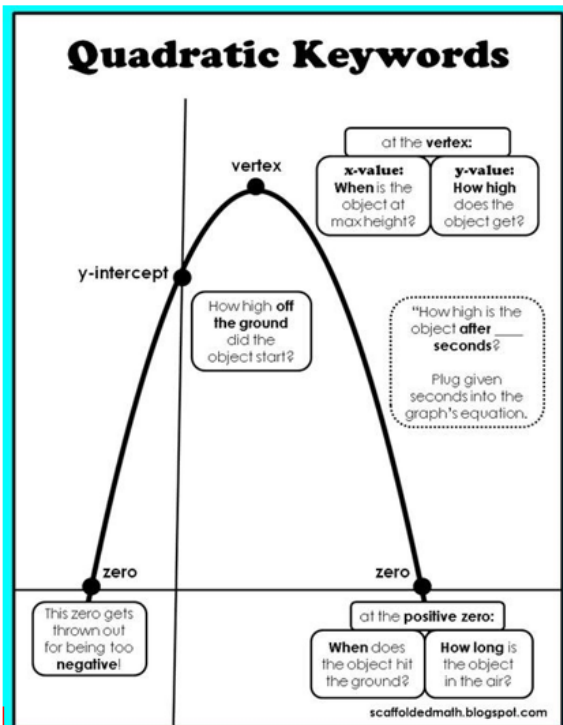 Quadratic Keywords
at the vertex:
vertex
x-value:
When is the
object at
max height?
y-value:
How high
does the
object get?
y-intercept
How high off
the ground
did the
object start?
"How high is the
object after ____
seconds?
Plug given
seconds into the
graph's equation.
zero
zero
This zero gets
thrown out
for being too
negative!
at the positive zero:
When does
the object hit
the ground?
How long is
the object
in the air?
scaffoldedmath.blogspot.com